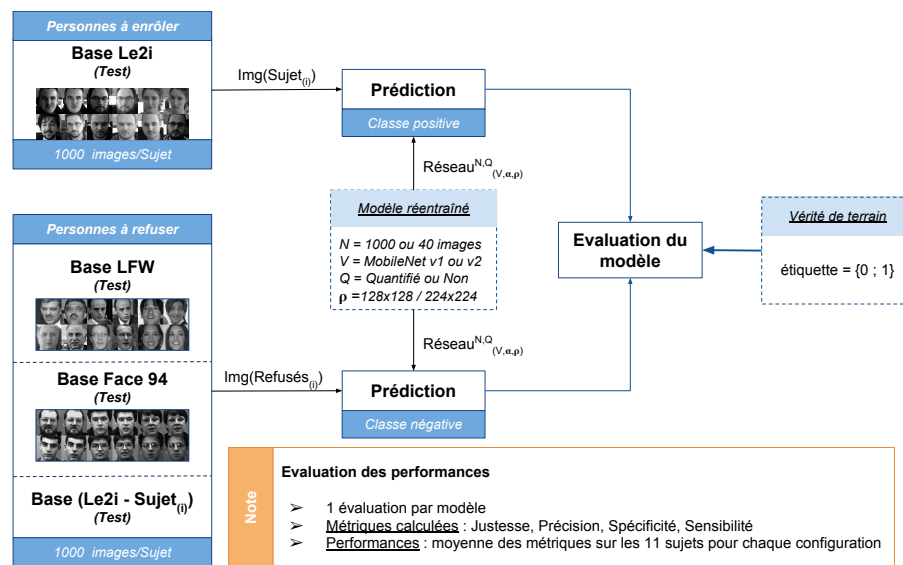 Personnes à enrôler
Base Le2i
(Test)
1000 images/Sujet
Img(Sujet(i))
Prédiction
Classe positive
Réseau^N,Q (V,α,ρ)
Modèle réentraîné
N = 1000 ou 40 images
V = MobileNet v1 ou v2
Q = Quantifié ou Non
ρ =128x128 / 224x224
Réseau^N,Q (V,α,ρ)
Evaluation du
modèle
Vérité de terrain
étiquette = {0 ; 1}
Personnes à refuser
Base LFW
(Test)
Base Face 94
(Test)
Base (Le2i - Sujet(i))
(Test)
1000 images/Sujet
Img(Refusés(i))
Prédiction
Classe négative
Note
Evaluation des performances
➢ 1 évaluation par modèle
➢ Métriques calculées : Justesse, Précision, Spécificité, Sensibilité
➢ Performances : moyenne des métriques sur les 11 sujets pour chaque configuration